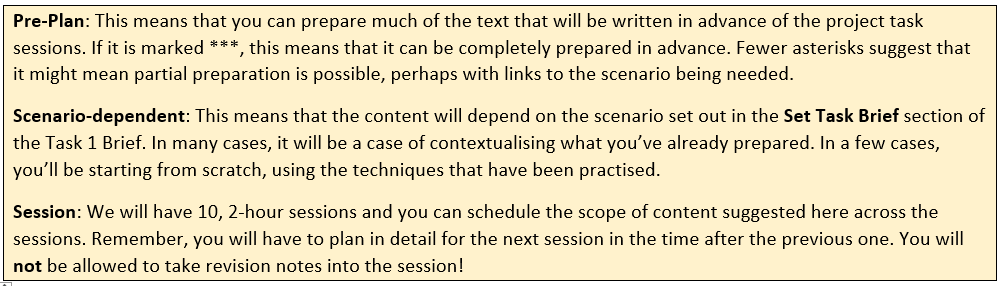 Pre-Plan: This means that you can prepare much of the text that will be written in advance of the project task
sessions. If it is marked ***, this means that it can be completely prepared in advance. Fewer asterisks suggest that
it might mean partial preparation is possible, perhaps with links to the scenario being needed.
Scenario-dependent: This means that the content will depend on the scenario set out in the Set Task Brief section of
the Task 1 Brief. In many cases, it will be a case of contextualising what you’ve already prepared. In a few cases,
you’ll be starting from scratch, using the techniques that have been practised.
Session: We will have 10, 2-hour sessions and you can schedule the scope of content suggested here across the
sessions. Remember, you will have to plan in detail for the next session in the time after the previous one. You will
not be allowed to take revision notes into the session!